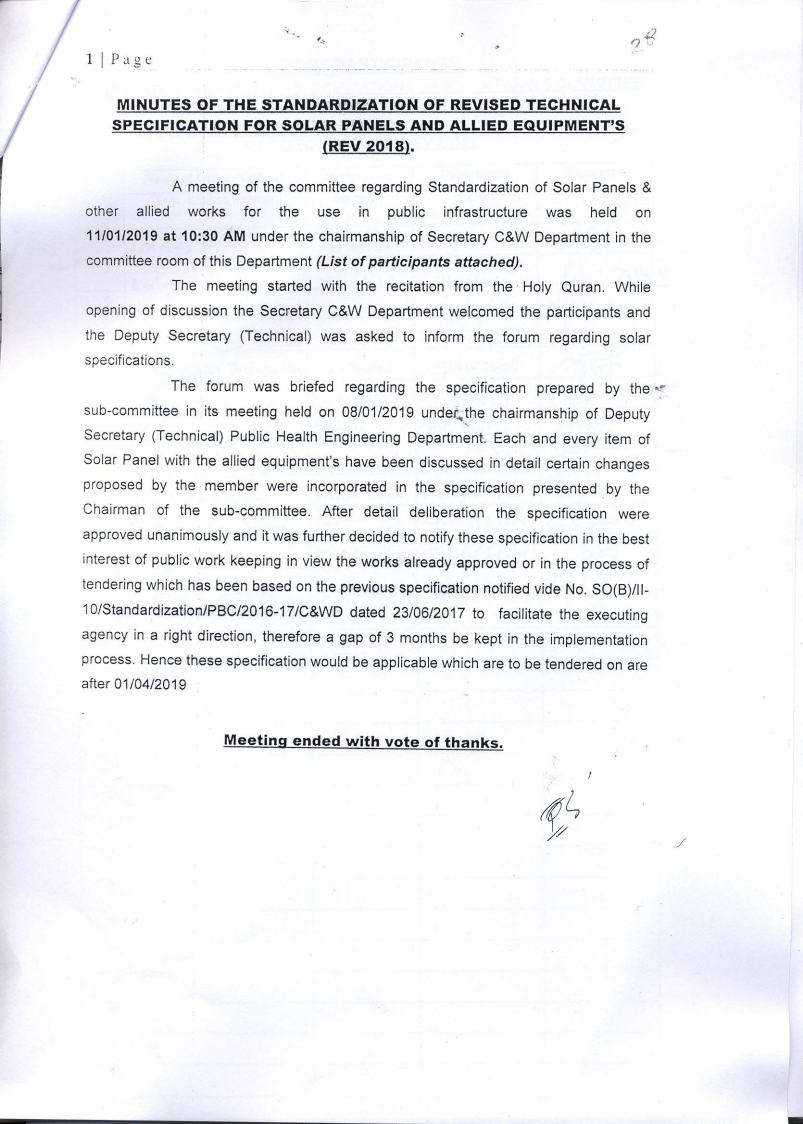 28
1 | Page
MINUTES OF THE STANDARDIZATION OF REVISED TECHNICAL
SPECIFICATION FOR SOLAR PANELS AND ALLIED EQUIPMENT'S
(REV 2018).
A meeting of the committee regarding Standardization of Solar Panels &
other allied works for the use in public infrastructure was held on
11/01/2019 at 10:30 AM under the chairmanship of Secretary C&W Department in the
committee room of this Department (List of participants attached).
The meeting started with the recitation from the Holy Quran. While
opening of discussion the Secretary C&W Department welcomed the participants and
the Deputy Secretary (Technical) was asked to inform the forum regarding solar
specifications.
The forum was briefed regarding the specification prepared by the
sub-committee in its meeting held on 08/01/2019 under the chairmanship of Deputy
Secretary (Technical) Public Health Engineering Department. Each and every item of
Solar Panel with the allied equipment's have been discussed in detail certain changes
proposed by the member were incorporated in the specification presented by the
Chairman of the sub-committee. After detail deliberation the specification were
approved unanimously and it was further decided to notify these specification in the best
interest of public work keeping in view the works already approved or in the process of
tendering which has been based on the previous specification notified vide No. SO(B)/II-
10/Standardization/PBC/2016-17/C&WD dated 23/06/2017 to facilitate the executing
agency in a right direction, therefore a gap of 3 months be kept in the implementation
process. Hence these specification would be applicable which are to be tendered on are
after 01/04/2019
Meeting ended with vote of thanks.